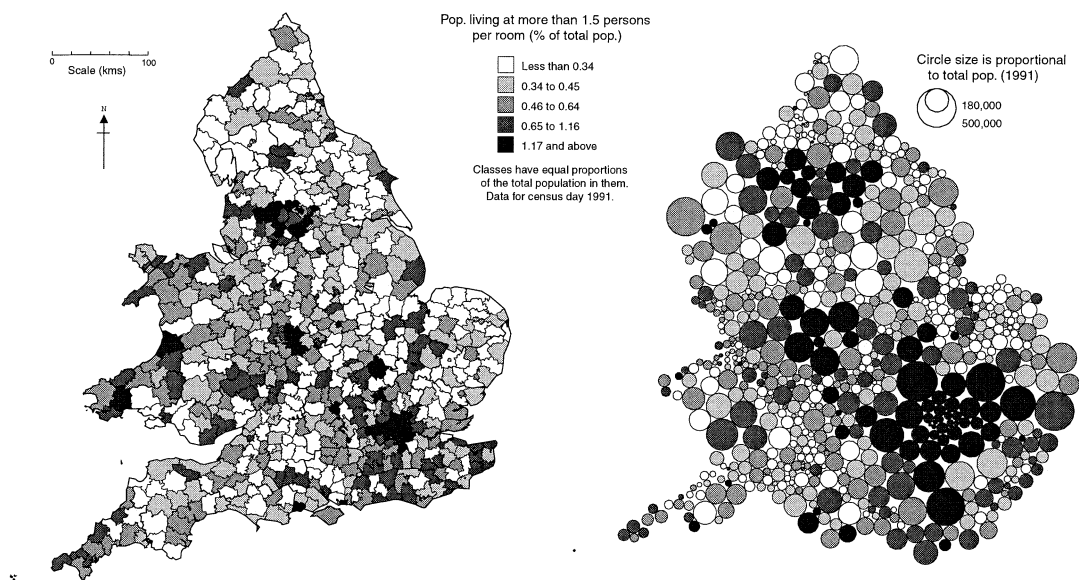 Pop. living at more than 1.5 persons
per room (% of total pop.)
Less than 0.34
0.34 to 0.45
0.46 to 0.64
0.65 to 1.16
1.17 and above
Classes have equal proportions
of the total population in them.
Data for census day 1991.
0 100
Scale (kms)
N
Circle size is proportional
to total pop. (1991)
180,000
500,000